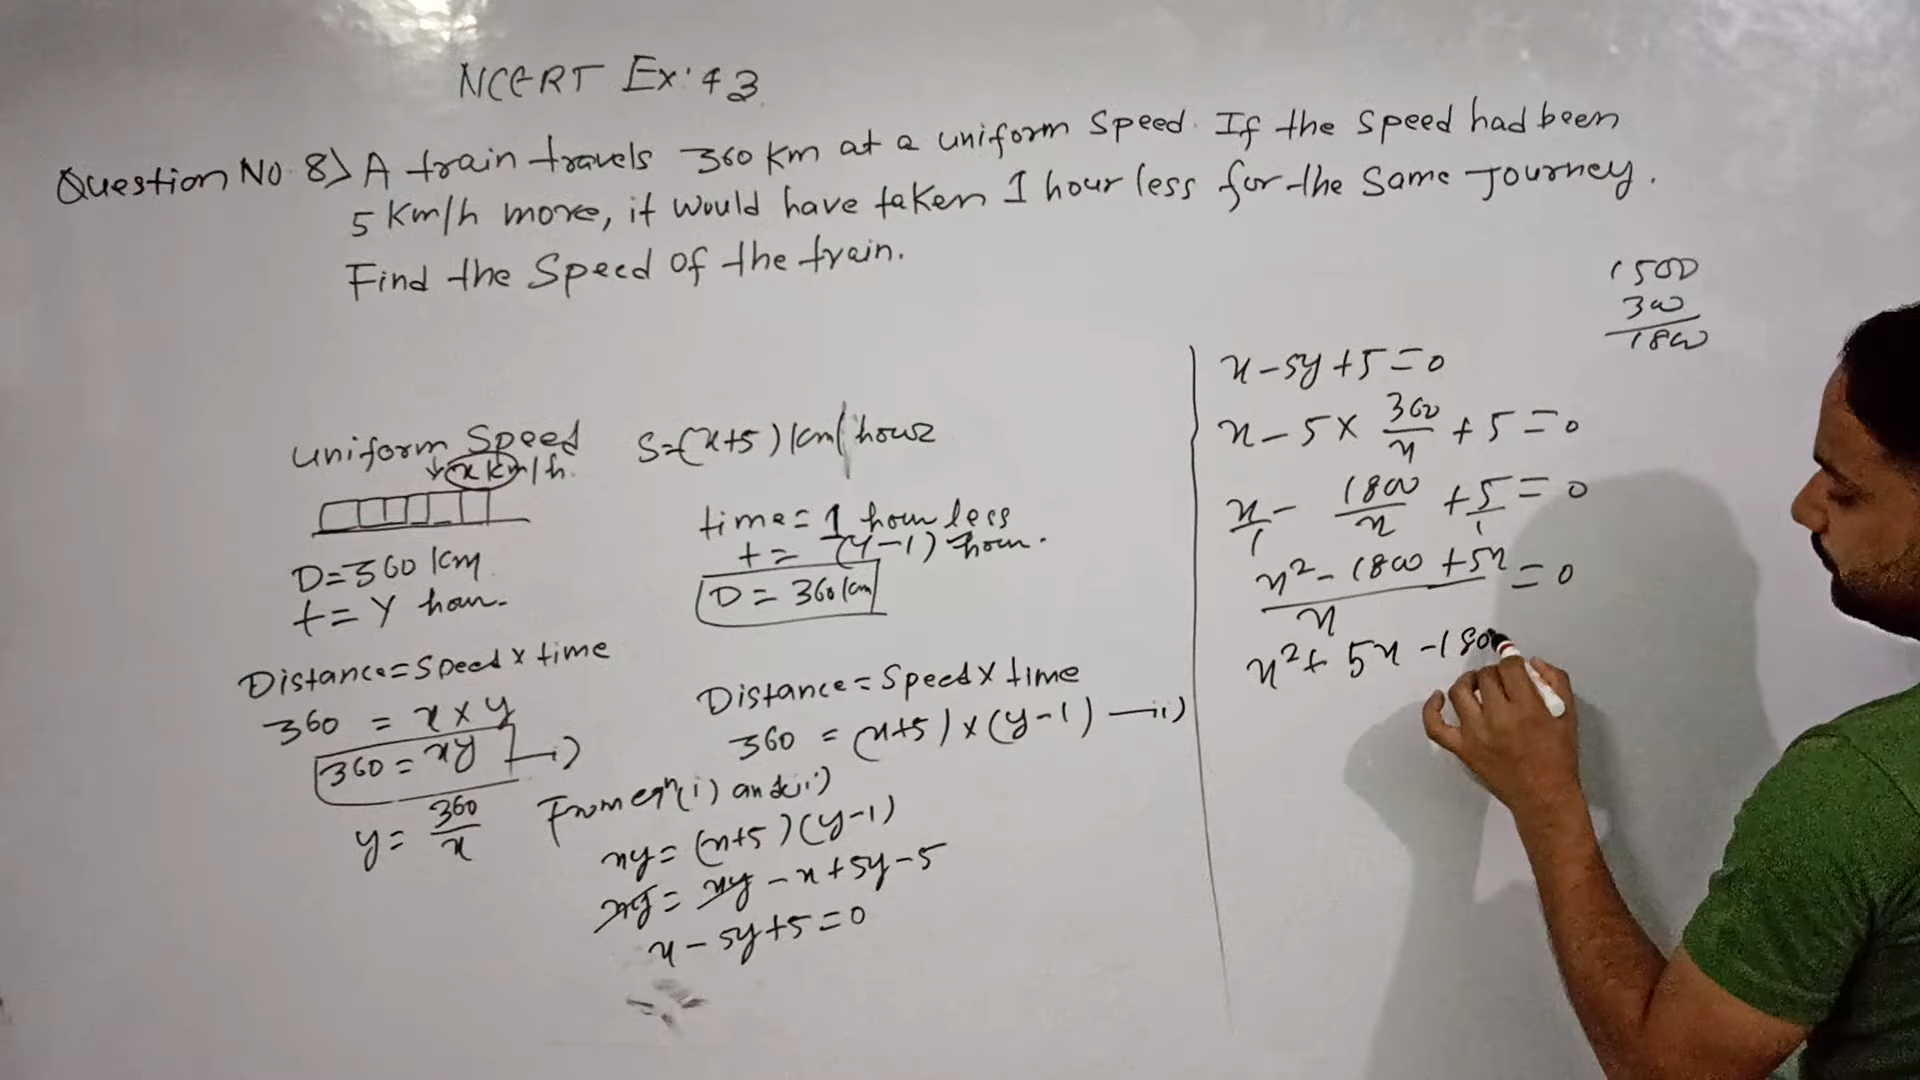 NCERT Ex: 4.3
Question No. 8) A train travels 360 km at a uniform speed. If the speed had been
5 km/h more, it would have taken 1 hour less for the same journey.
Find the speed of the train.
1500
300
1800
uniform speed
x km/h.
D=360 km
t = y hour.
Distance = speed × time
360 = x × y
360 = xy — i)
y = 360/x
S=(x+5) km/hour
time = 1 hour less
t = (y-1) hour.
D = 360 km
Distance = speed × time
360 = (x+5) × (y-1) — ii)
From eqn (i) and ii)
xy = (x+5)(y-1)
xy = xy - x + 5y - 5
x - 5y + 5 = 0
x - 5y + 5 = 0
x - 5 × 360/x + 5 = 0
x/1 - 1800/x + 5/1 = 0
x² - 1800 + 5x / x = 0
x² + 5x - 180